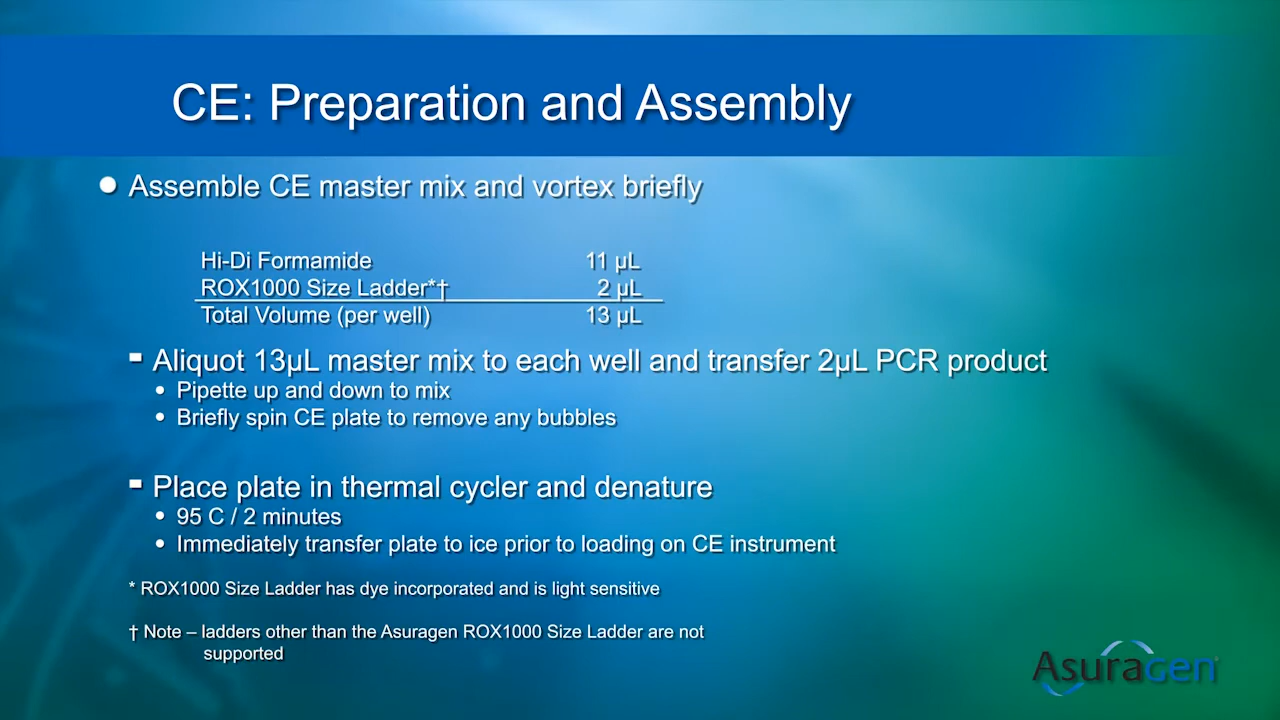 CE: Preparation and Assembly
Assemble CE master mix and vortex briefly
Hi-Di Formamide 11 µL
ROX1000 Size Ladder*† 2 µL
Total Volume (per well) 13 µL
Aliquot 13µL master mix to each well and transfer 2µL PCR product
Pipette up and down to mix
Briefly spin CE plate to remove any bubbles
Place plate in thermal cycler and denature
95 C / 2 minutes
Immediately transfer plate to ice prior to loading on CE instrument
* ROX1000 Size Ladder has dye incorporated and is light sensitive
† Note – ladders other than the Asuragen ROX1000 Size Ladder are not
supported
Asuragen